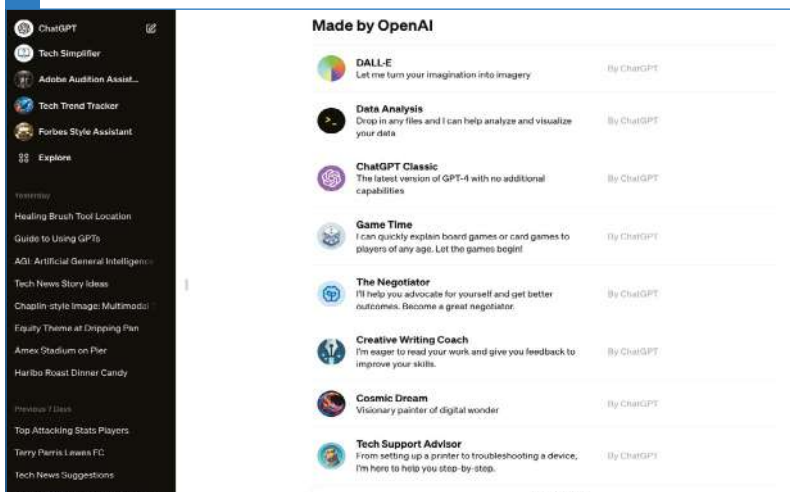 ChatGPT
Tech Simplifier
Adobe Audition Assist...
Tech Trend Tracker
Forbes Style Assistant
Explore
Yesterday
Healing Brush Tool Location
Guide to Using GPTs
AGI: Artificial General Intelligence
Tech News Story Ideas
Chaplin-style Image: Multimodal
Equity Theme at Dripping Pan
Amex Stadium on Pier
Haribo Roast Dinner Candy
Previous 7 Days
Top Attacking Stats Players
Terry Parris Lewes FC
Tech News Suggestions
Made by OpenAI
DALL-E
Let me turn your imagination into imagery
By ChatGPT
Data Analysis
Drop in any files and I can help analyze and visualize
your data
By ChatGPT
ChatGPT Classic
The latest version of GPT-4 with no additional
capabilities
By ChatGPT
Game Time
I can quickly explain board games or card games to
players of any age. Let the games begin!
By ChatGPT
The Negotiator
I'll help you advocate for yourself and get better
outcomes. Become a great negotiator.
By ChatGPT
Creative Writing Coach
I'm eager to read your work and give you feedback to
improve your skills.
By ChatGPT
Cosmic Dream
Visionary painter of digital wonder
By ChatGPT
Tech Support Advisor
From setting up a printer to troubleshooting a device,
I'm here to help you step-by-step.
By ChatGPT